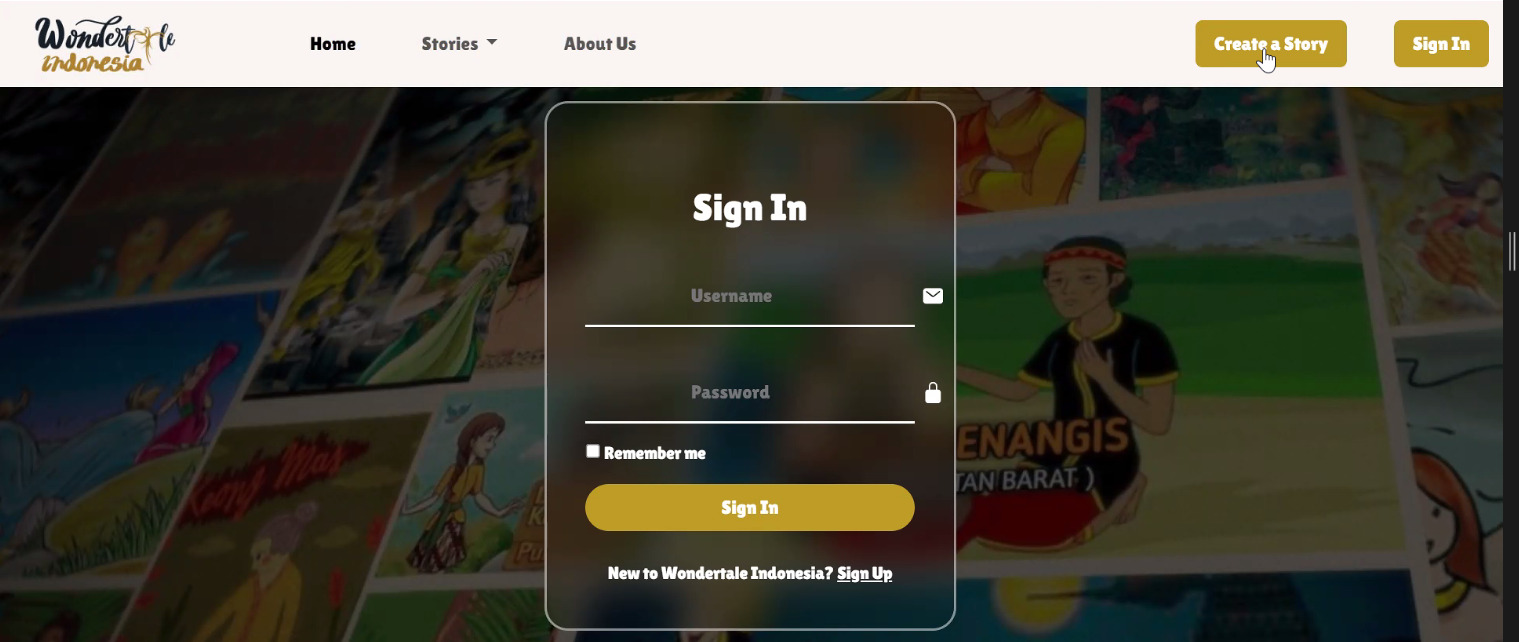 Wondertale
indonesia
Home
Stories
About Us
Create a Story
Sign In
Sign In
Username
Password
Remember me
Sign In
New to Wondertale Indonesia? Sign Up
Keong Mas
ENANGIS
TAN BARAT )